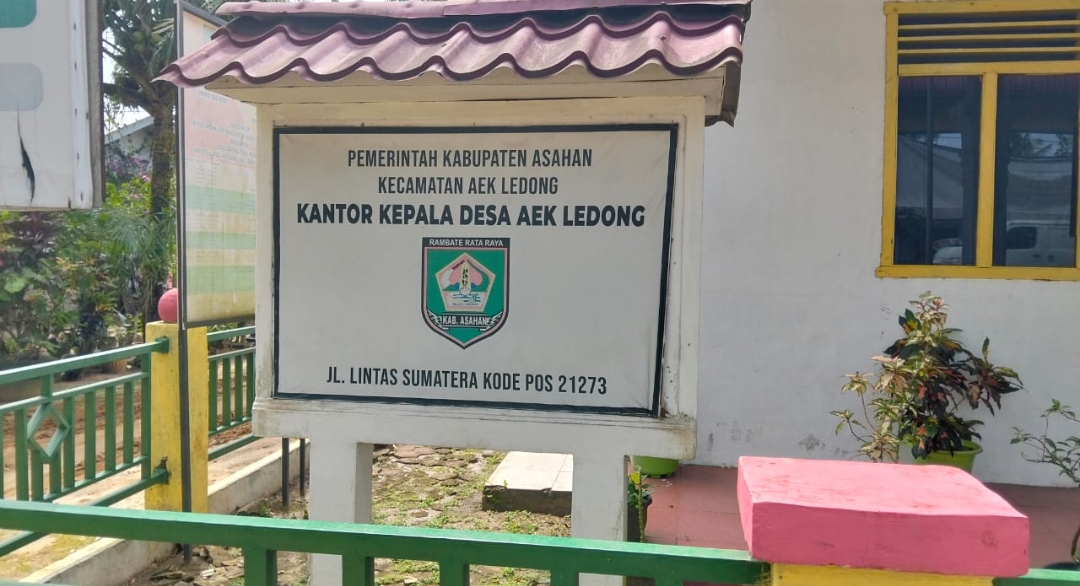 PEMERINTAH KABUPATEN ASAHAN
KECAMATAN AEK LEDONG
KANTOR KEPALA DESA AEK LEDONG
RAMBATE RATA RAYA
KAB. ASAHAN
JL. LINTAS SUMATERA KODE POS 21273